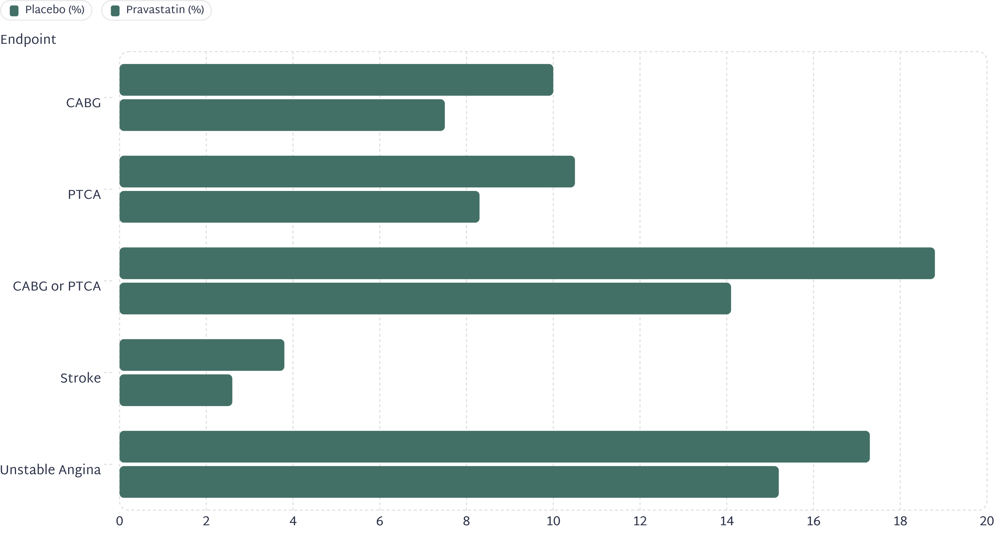 Placebo (%) Pravastatin (%)
Endpoint
CABG
PTCA
CABG or PTCA
Stroke
Unstable Angina
0 2 4 6 8 10 12 14 16 18 20